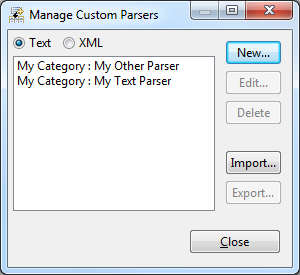 Manage Custom Parsers
Text XML
My Category : My Other Parser
My Category : My Text Parser
New...
Edit...
Delete
Import...
Export...
Close